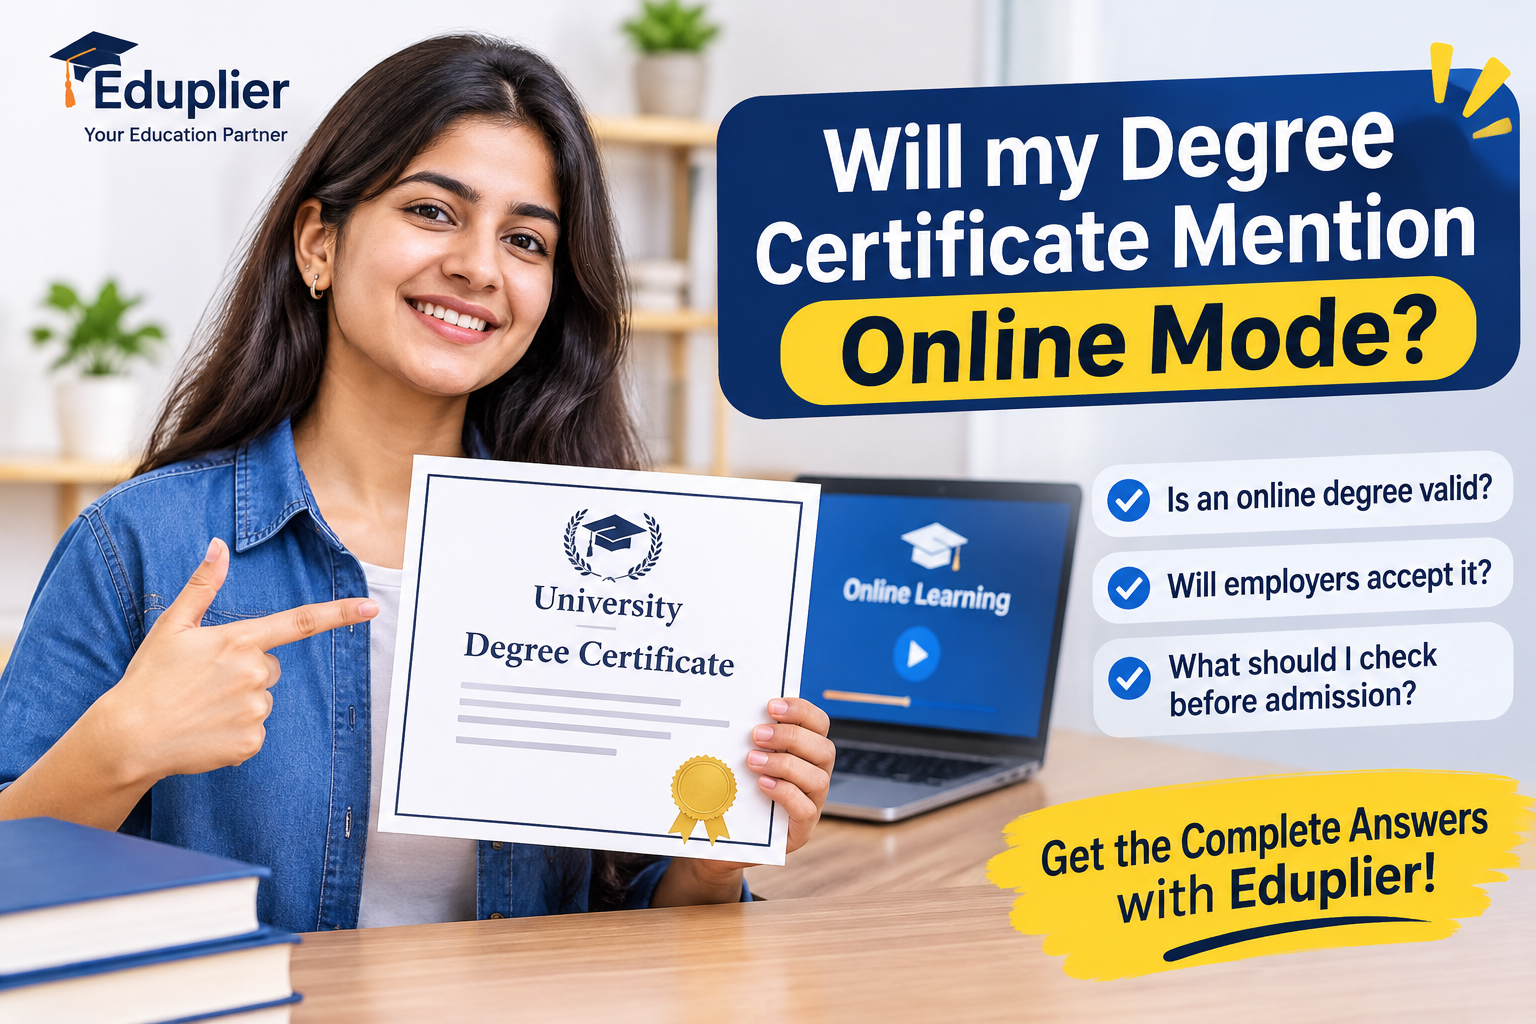 Eduplier
Your Education Partner
Will my Degree
Certificate Mention
Online Mode?
Is an online degree valid?
Will employers accept it?
What should I check
before admission?
University
Degree Certificate
Online Learning
Get the Complete Answers
with Eduplier!